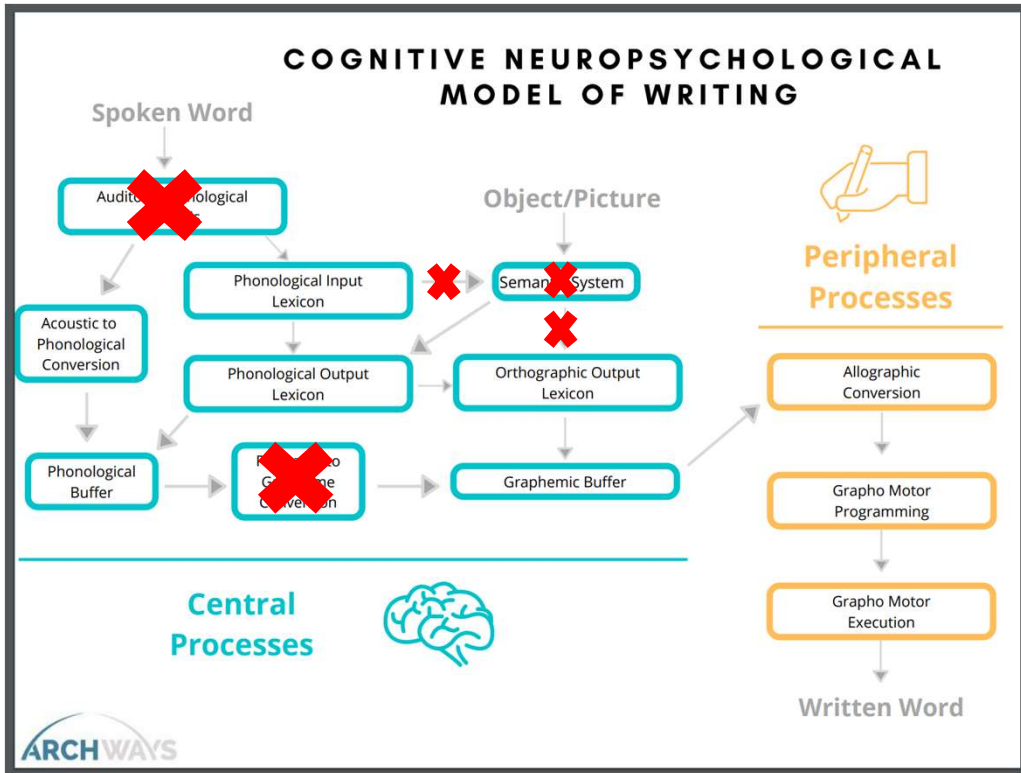 COGNITIVE NEUROPSYCHOLOGICAL
MODEL OF WRITING
Spoken Word
Object/Picture
Phonological Input
Lexicon
System
Acoustic to
Phonological
Conversion
Phonological Output
Lexicon
Orthographic Output
Lexicon
Phonological
Buffer
to
Graphemic Buffer
Central
Processes
Peripheral
Processes
Allographic
Conversion
Grapho Motor
Programming
Grapho Motor
Execution
Written Word
ARCHWAYS